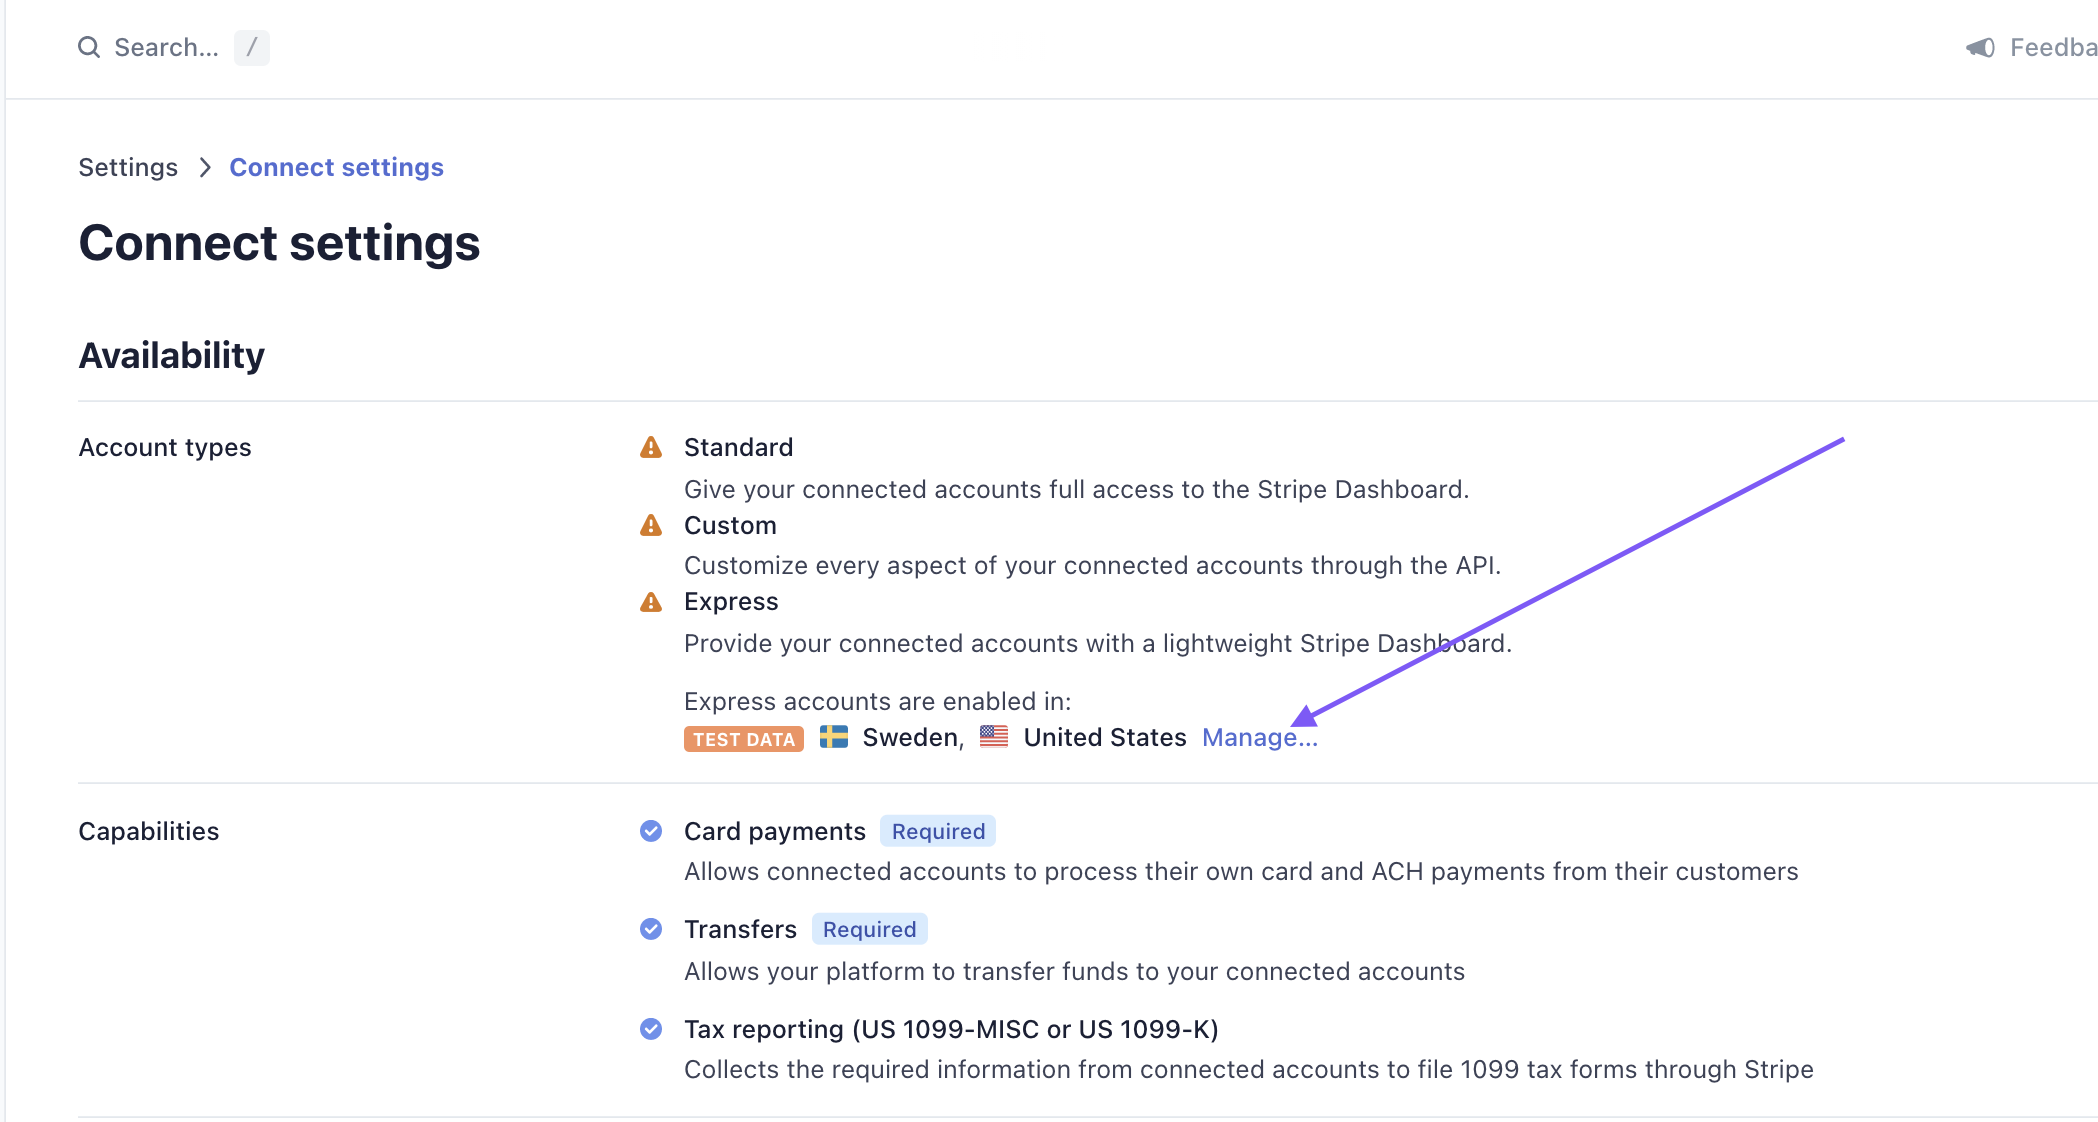 Search... /
Feedba
Settings > Connect settings
Connect settings
Availability
Account types
Standard
Give your connected accounts full access to the Stripe Dashboard.
Custom
Customize every aspect of your connected accounts through the API.
Express
Provide your connected accounts with a lightweight Stripe Dashboard.
Express accounts are enabled in:
TEST DATA Sweden, United States Manage...
Capabilities
Card payments Required
Allows connected accounts to process their own card and ACH payments from their customers
Transfers Required
Allows your platform to transfer funds to your connected accounts
Tax reporting (US 1099-MISC or US 1099-K)
Collects the required information from connected accounts to file 1099 tax forms through Stripe